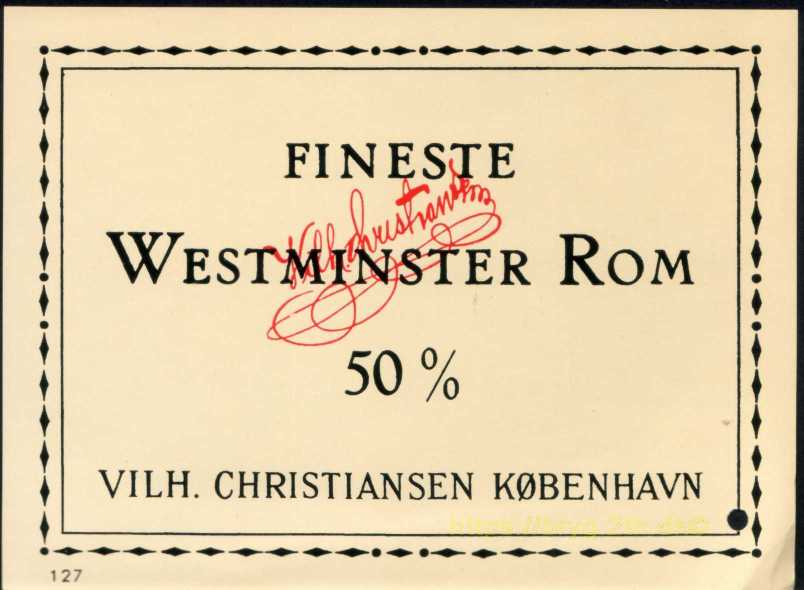 FINESTE
Vilh. Christiansen
WESTMINSTER ROM
50 %
VILH. CHRISTIANSEN KØBENHAVN
127